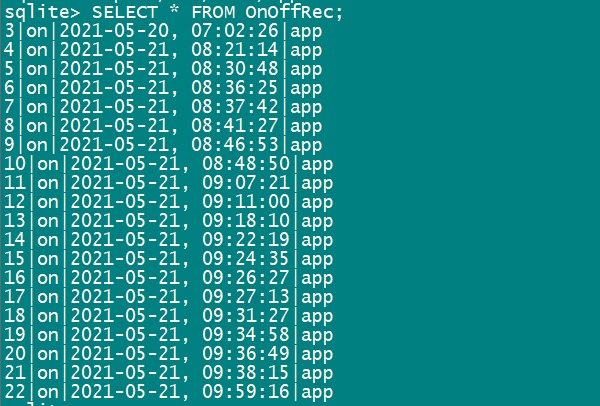 sqlite> SELECT * FROM OnOffRec;
3|on|2021-05-20, 07:02:26|app
4|on|2021-05-21, 08:21:14|app
5|on|2021-05-21, 08:30:48|app
6|on|2021-05-21, 08:36:25|app
7|on|2021-05-21, 08:37:42|app
8|on|2021-05-21, 08:41:27|app
9|on|2021-05-21, 08:46:53|app
10|on|2021-05-21, 08:48:50|app
11|on|2021-05-21, 09:07:21|app
12|on|2021-05-21, 09:11:00|app
13|on|2021-05-21, 09:18:10|app
14|on|2021-05-21, 09:22:19|app
15|on|2021-05-21, 09:24:35|app
16|on|2021-05-21, 09:26:27|app
17|on|2021-05-21, 09:27:13|app
18|on|2021-05-21, 09:31:27|app
19|on|2021-05-21, 09:34:58|app
20|on|2021-05-21, 09:36:49|app
21|on|2021-05-21, 09:38:15|app
22|on|2021-05-21, 09:59:16|app